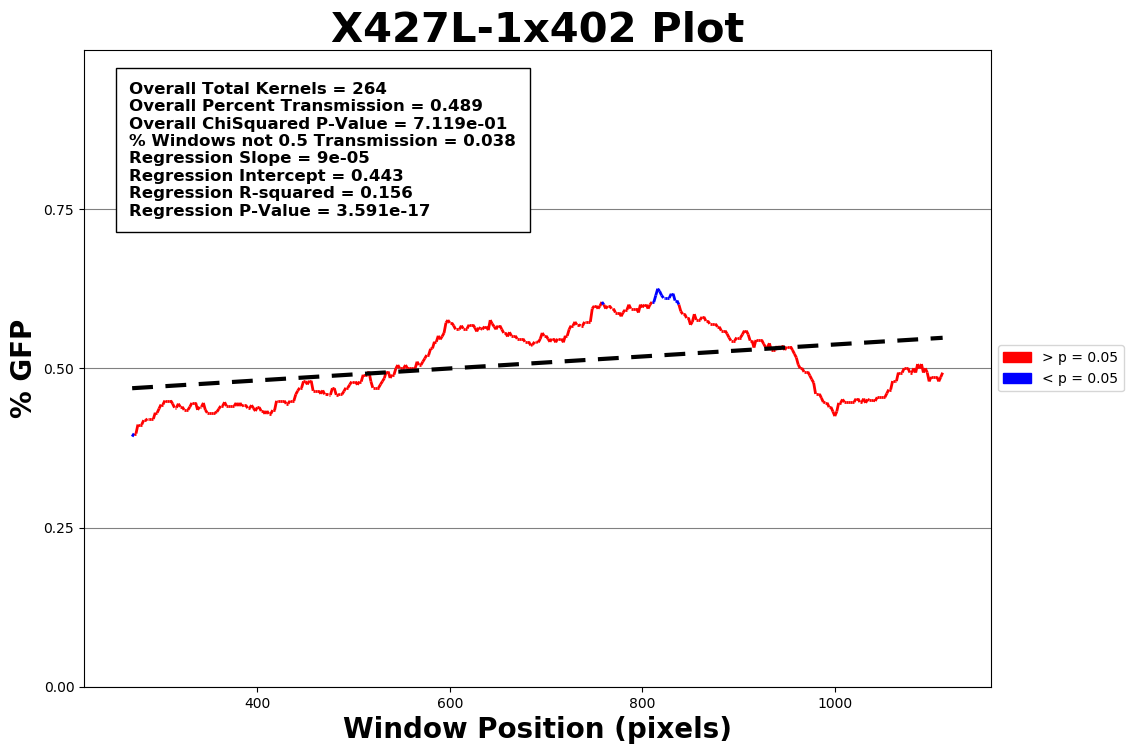 X427L-1x402 Plot
Overall Total Kernels = 264
Overall Percent Transmission = 0.489
Overall ChiSquared P-Value = 7.119e-01
% Windows not 0.5 Transmission = 0.038
Regression Slope = 9e-05
Regression Intercept = 0.443
Regression R-squared = 0.156
Regression P-Value = 3.591e-17
% GFP
0.75
0.50
0.25
0.00
> p = 0.05
< p = 0.05
400 600 800 1000
Window Position (pixels)